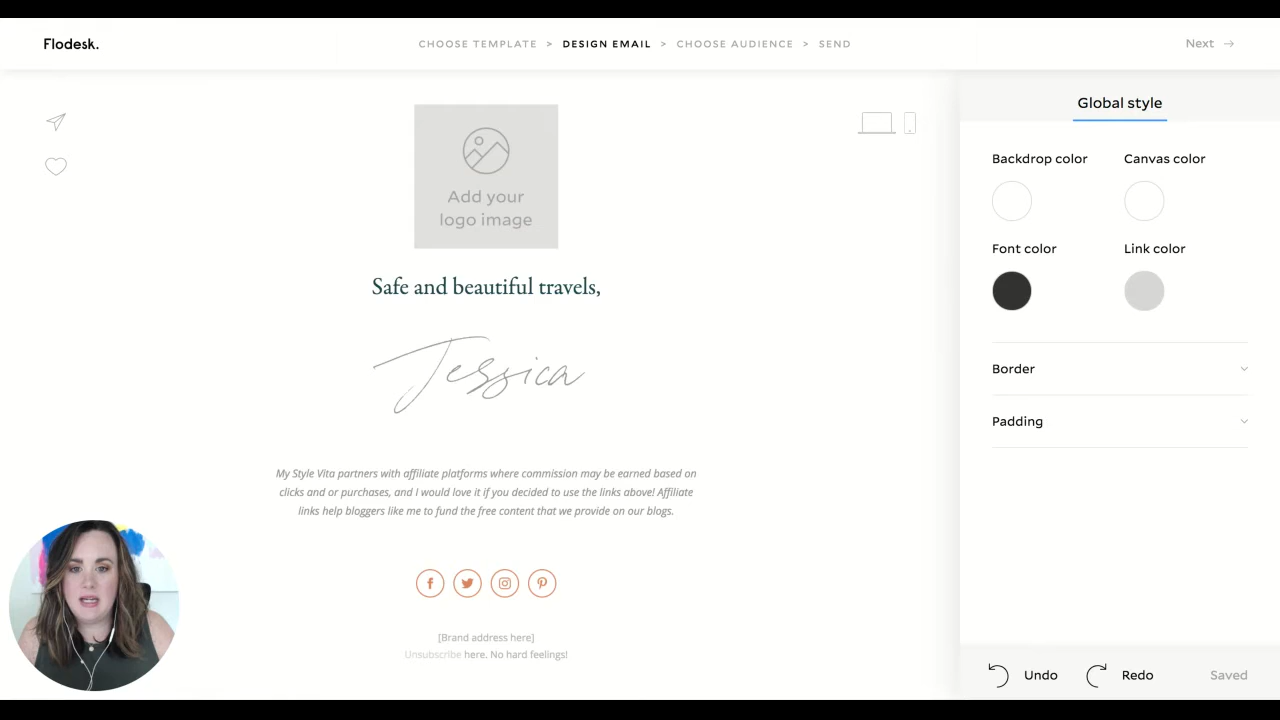 Flodesk.
CHOOSE TEMPLATE > DESIGN EMAIL > CHOOSE AUDIENCE > SEND
Next
Add your
logo image
Safe and beautiful travels,
Jessica
My Style Vita partners with affiliate platforms where commission may be earned based on
clicks and or purchases, and I would love it if you decided to use the links above! Affiliate
links help bloggers like me to fund the free content that we provide on our blogs.
[Brand address here]
Unsubscribe here. No hard feelings!
Global style
Backdrop color Canvas color
Font color Link color
Border
Padding
Undo Redo Saved